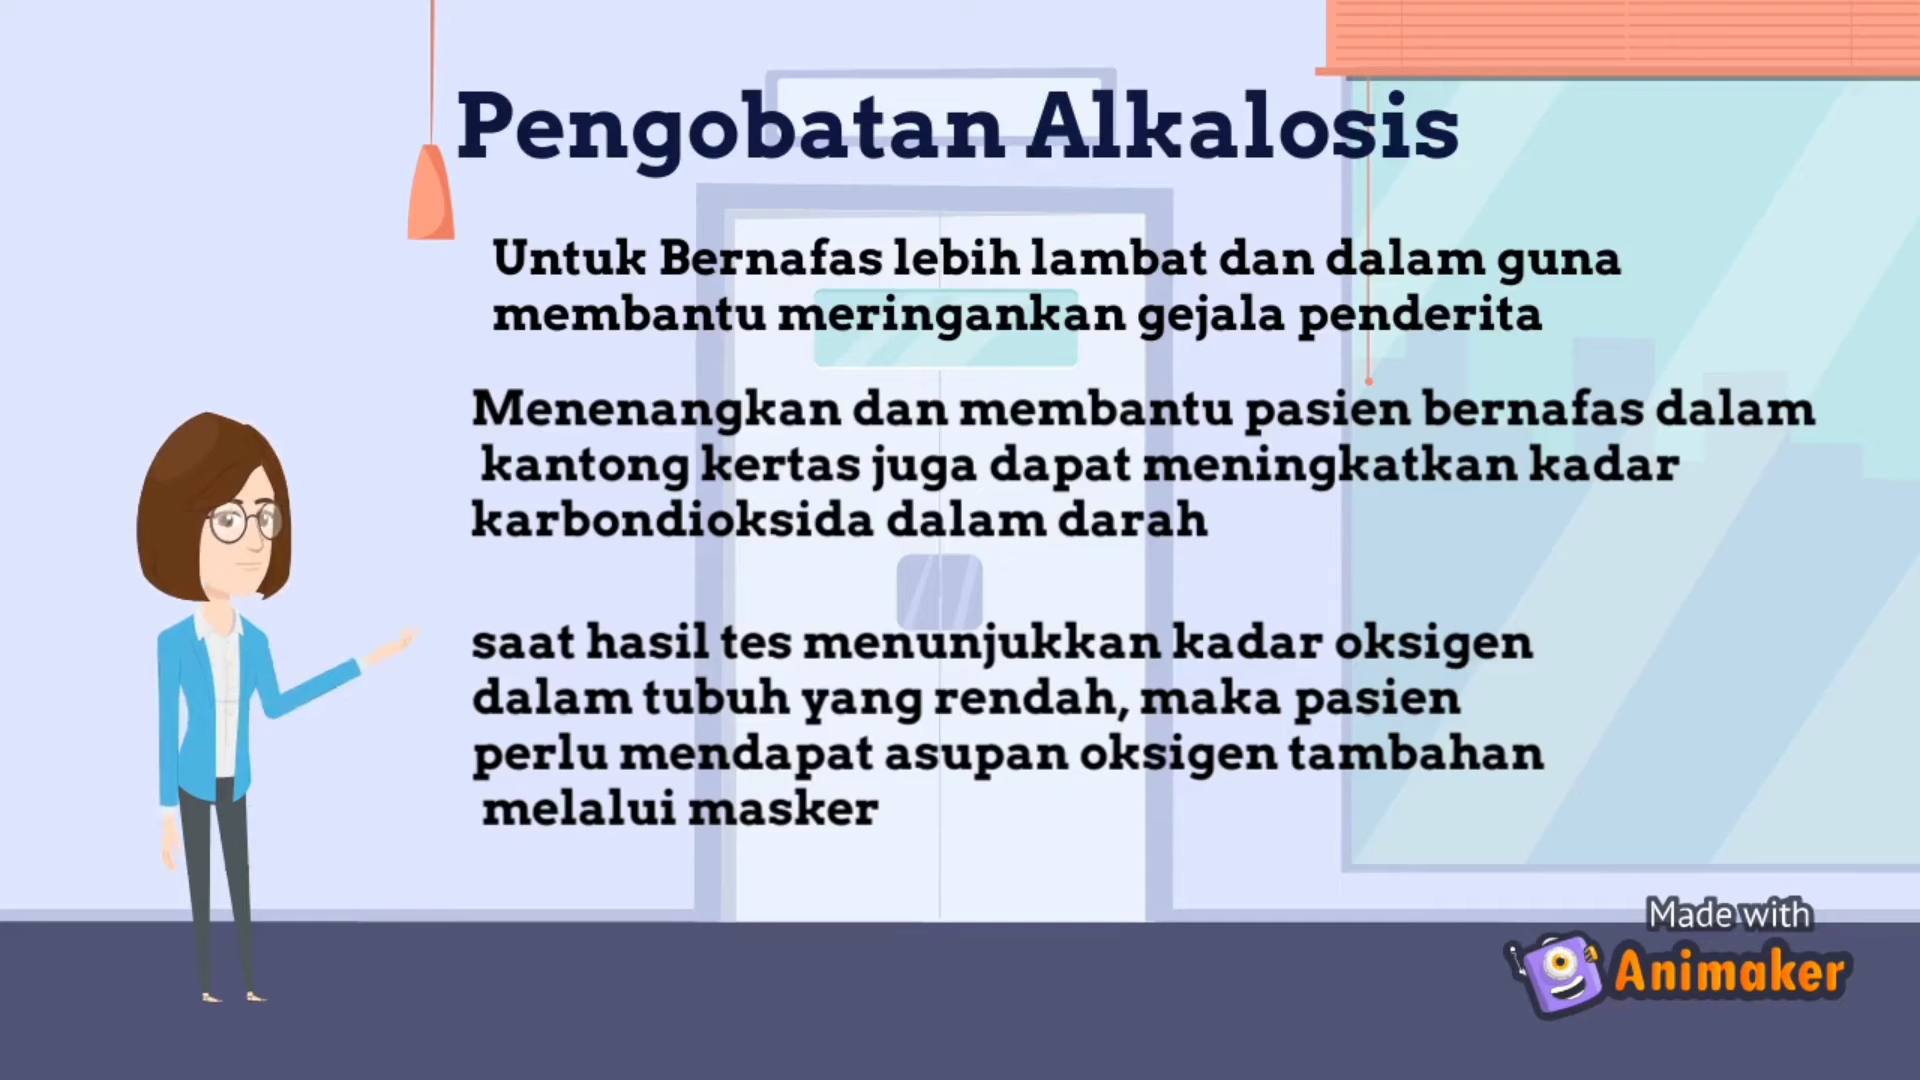 Pengobatan Alkalosis
Untuk Bernafas lebih lambat dan dalam guna
membantu meringankan gejala penderita
Menenangkan dan membantu pasien bernafas dalam
kantong kertas juga dapat meningkatkan kadar
karbondioksida dalam darah
saat hasil tes menunjukkan kadar oksigen
dalam tubuh yang rendah, maka pasien
perlu mendapat asupan oksigen tambahan
melalui masker
Made with
Animaker